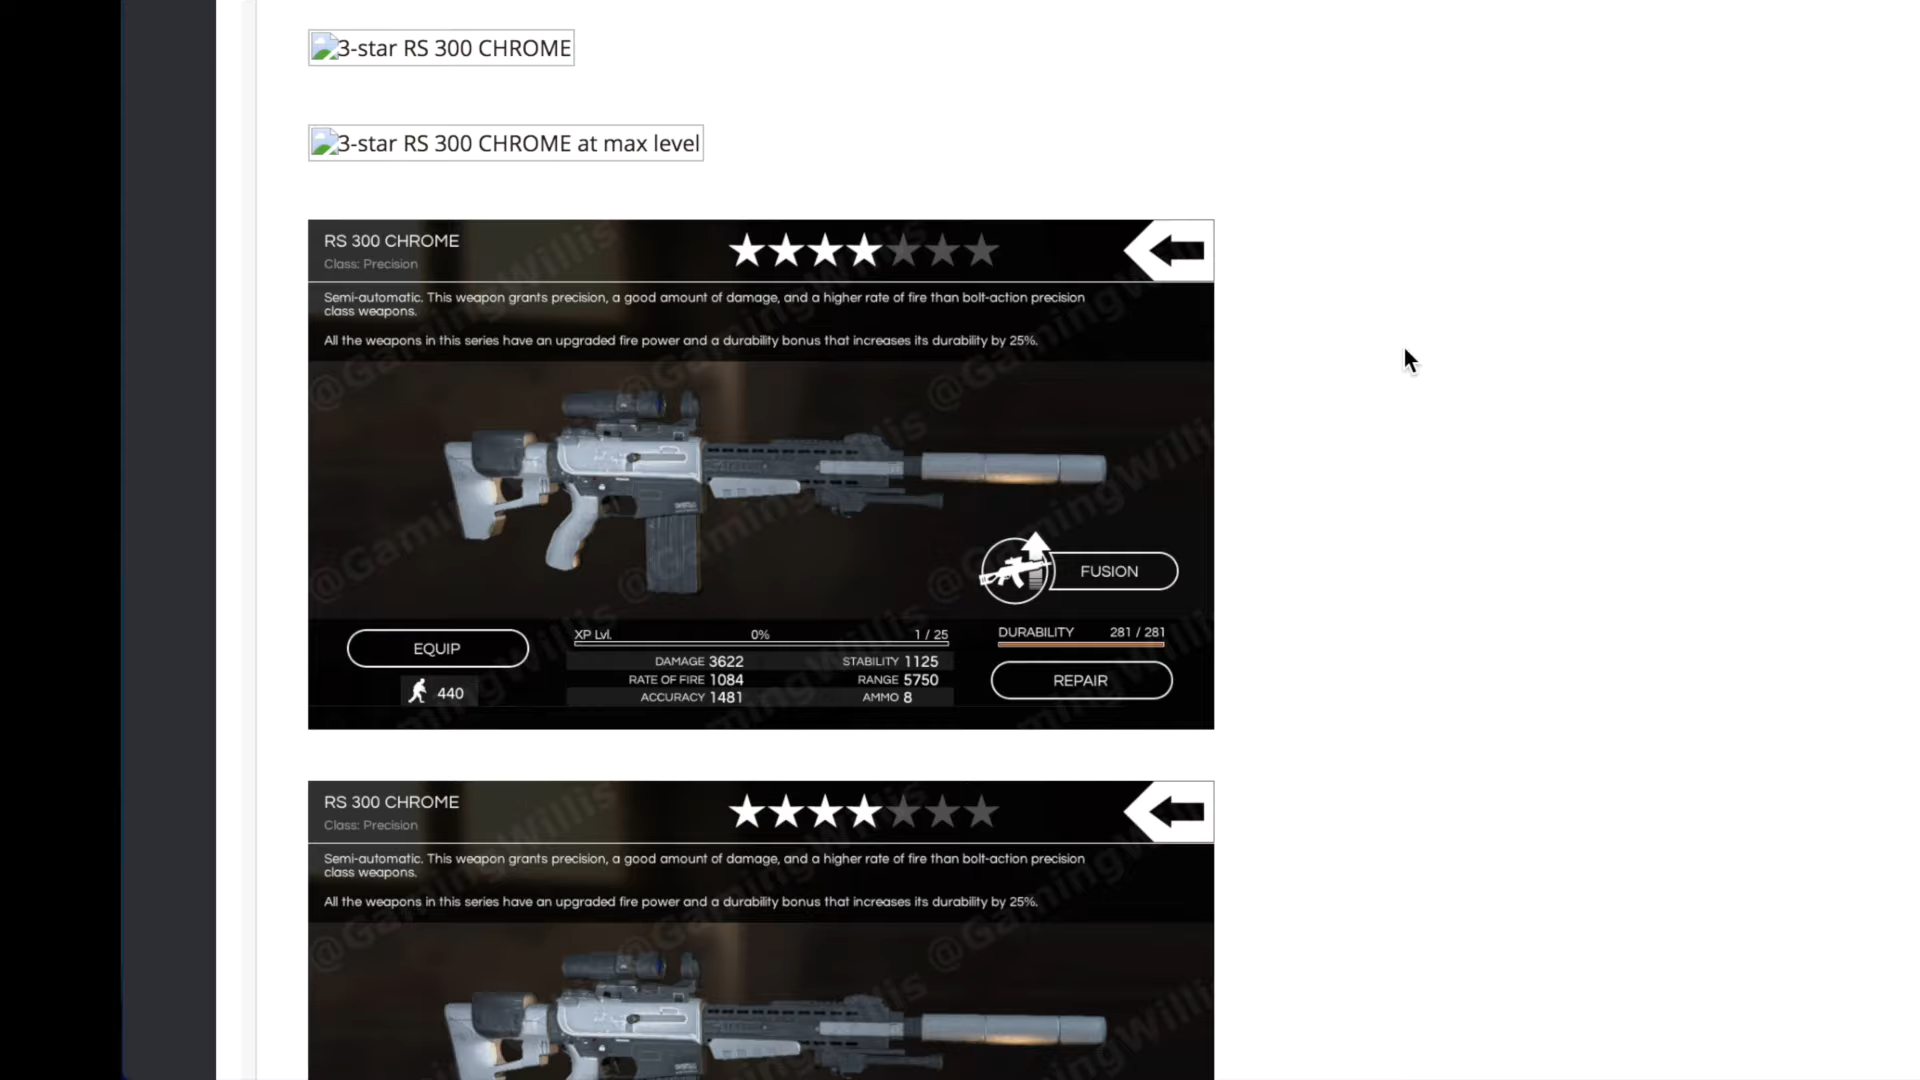 3-star RS 300 CHROME
3-star RS 300 CHROME at max level
RS 300 CHROME
Class: Precision
Semi-automatic. This weapon grants precision, a good amount of damage, and a higher rate of fire than bolt-action precision
class weapons.
All the weapons in this series have an upgraded fire power and a durability bonus that increases its durability by 25%.
@GamingWillis
FUSION
EQUIP
440
XP Lvl. 0% 1 / 25
DAMAGE 3622 STABILITY 1125
RATE OF FIRE 1084 RANGE 5750
ACCURACY 1481 AMMO 8
DURABILITY 281 / 281
REPAIR
RS 300 CHROME
Class: Precision
Semi-automatic. This weapon grants precision, a good amount of damage, and a higher rate of fire than bolt-action precision
class weapons.
All the weapons in this series have an upgraded fire power and a durability bonus that increases its durability by 25%.
@GamingWillis